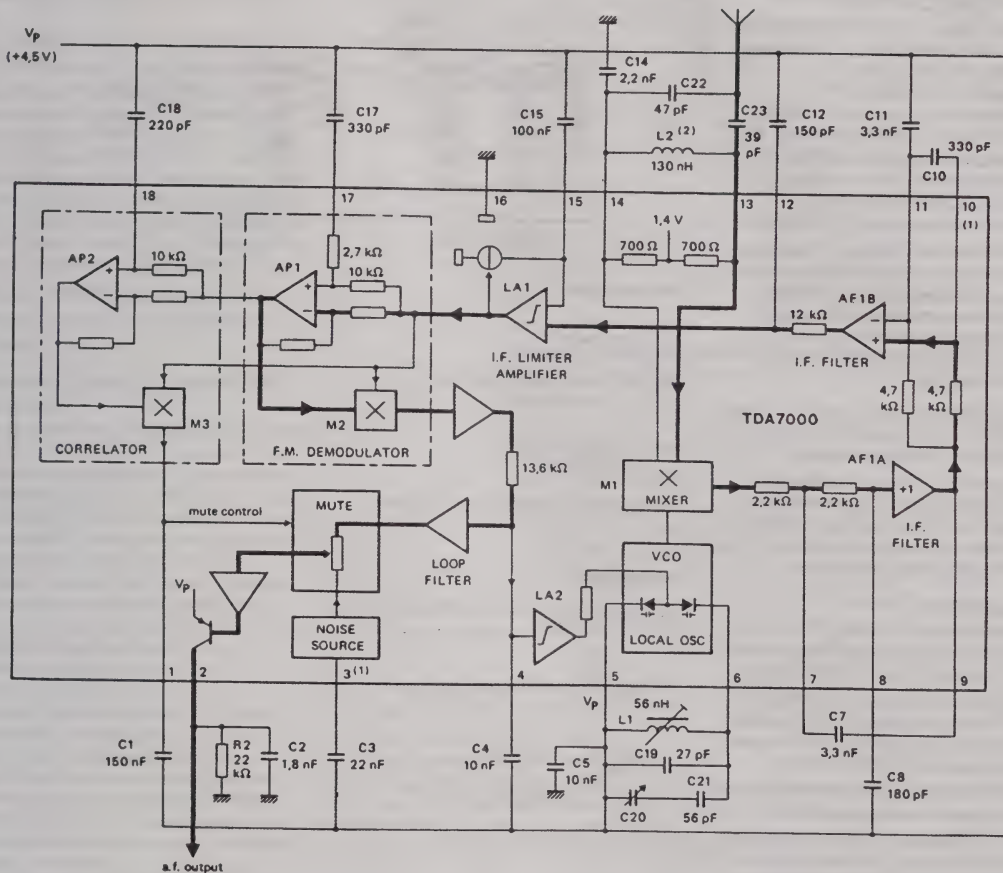 Vp
(+4,5 V)
C18
220 pF
C17
330 pF
C15
100 nF
C14
2,2 nF
C22
47 pF
L2 (2)
130 nH
C23
39
pF
C12
150 pF
C11
3,3 nF
330 pF
C10
18
17
16
15
14
13
12
11
10
(1)
AP2
+
−
10 kΩ
AP1
+
−
2,7 kΩ
10 kΩ
LA1
I.F. LIMITER
AMPLIFIER
1,4 V
700 Ω
700 Ω
12 kΩ
AF1B
−
+
I.F. FILTER
4,7
kΩ
4,7
kΩ
TDA7000
M3
CORRELATOR
M2
F.M. DEMODULATOR
13,6 kΩ
M1
MIXER
2,2 kΩ
2,2 kΩ
AF1A
+1
I.F.
FILTER
mute control
MUTE
LOOP
FILTER
VCO
LOCAL OSC
LA2
Vp
NOISE
SOURCE
1
2
3 (1)
4
5
6
7
8
9
Vp
56 nH
L1
C19
27 pF
C20
C21
56 pF
C1
150 nF
R2
22
kΩ
C2
1,8 nF
C3
22 nF
C4
10 nF
C5
10 nF
C7
3,3 nF
C8
180 pF
a.f. output